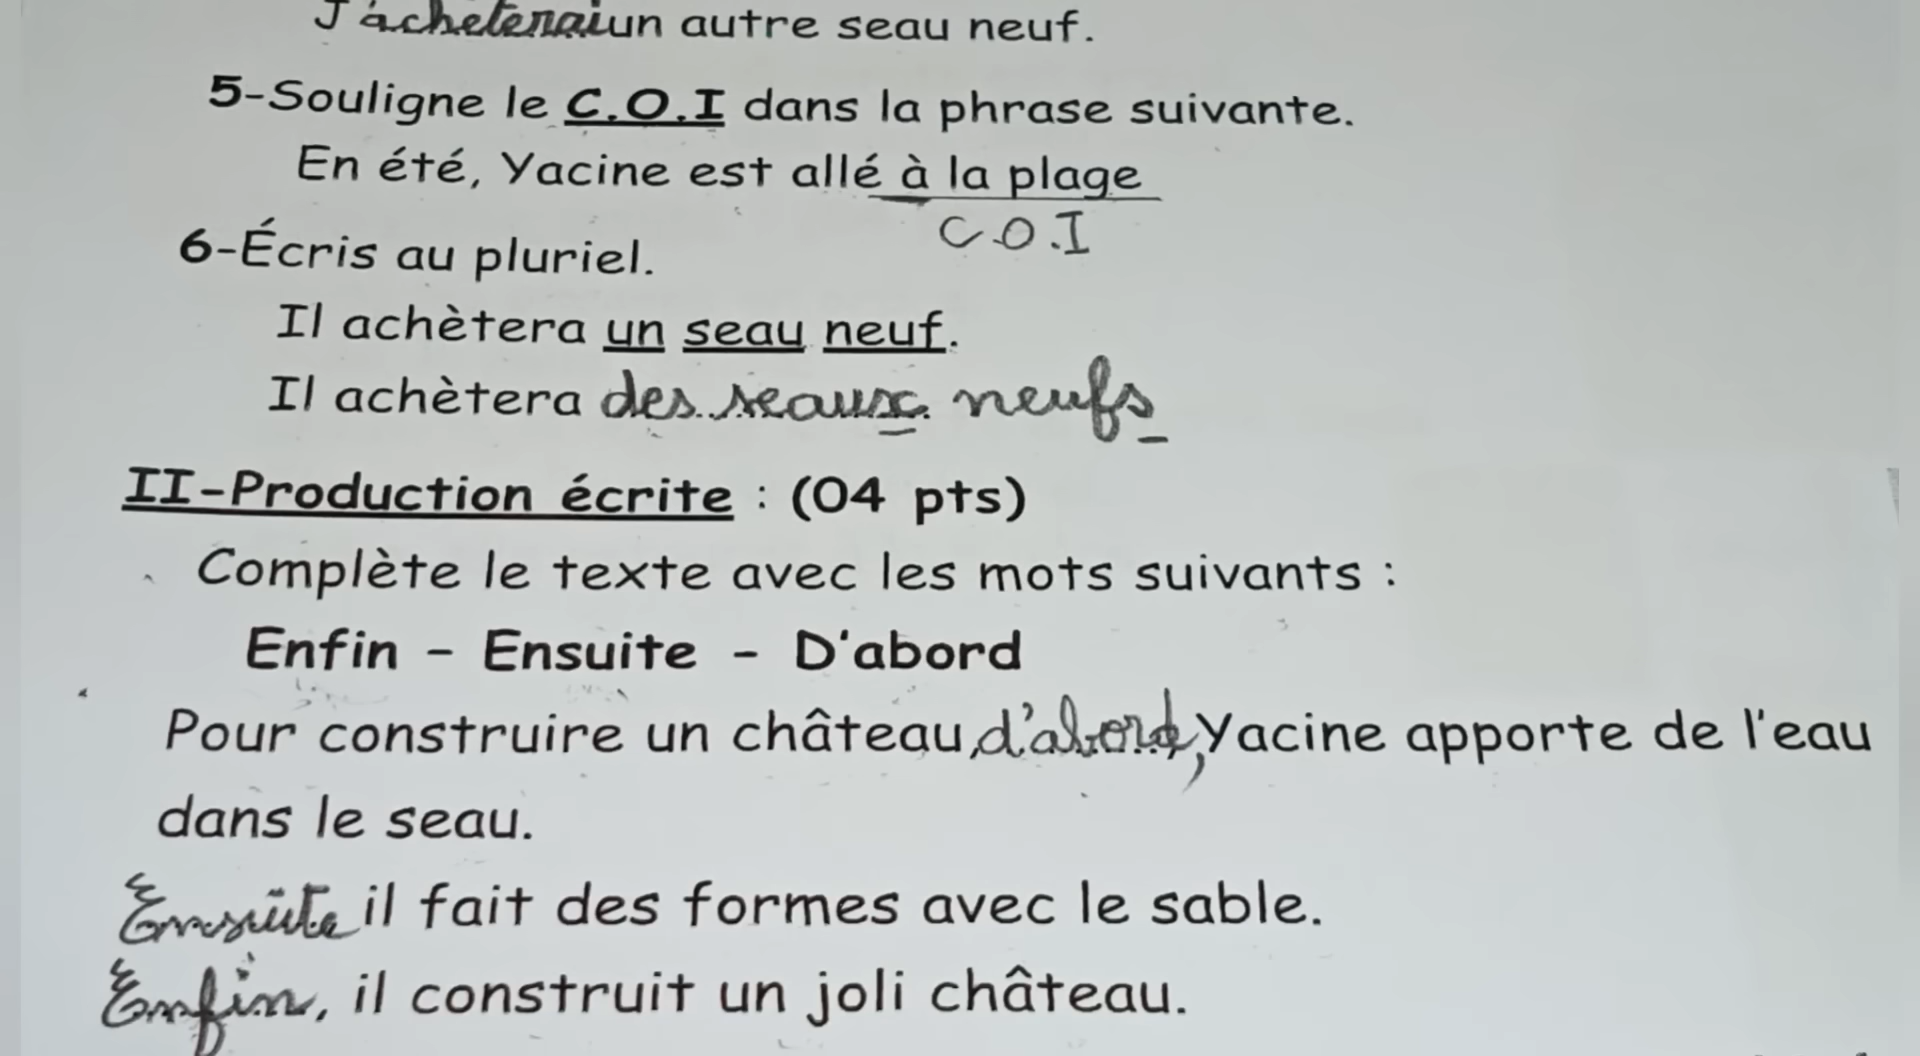 J'achèterai un autre seau neuf.
5-Souligne le C.O.I dans la phrase suivante.
En été, Yacine est allé à la plage
C.O.I
6-Écris au pluriel.
Il achètera un seau neuf.
Il achètera des seaux neufs
II-Production écrite : (04 pts)
Complète le texte avec les mots suivants :
Enfin - Ensuite - D'abord
Pour construire un château, d'abord, Yacine apporte de l'eau
dans le seau.
Ensuite il fait des formes avec le sable.
Enfin, il construit un joli château.